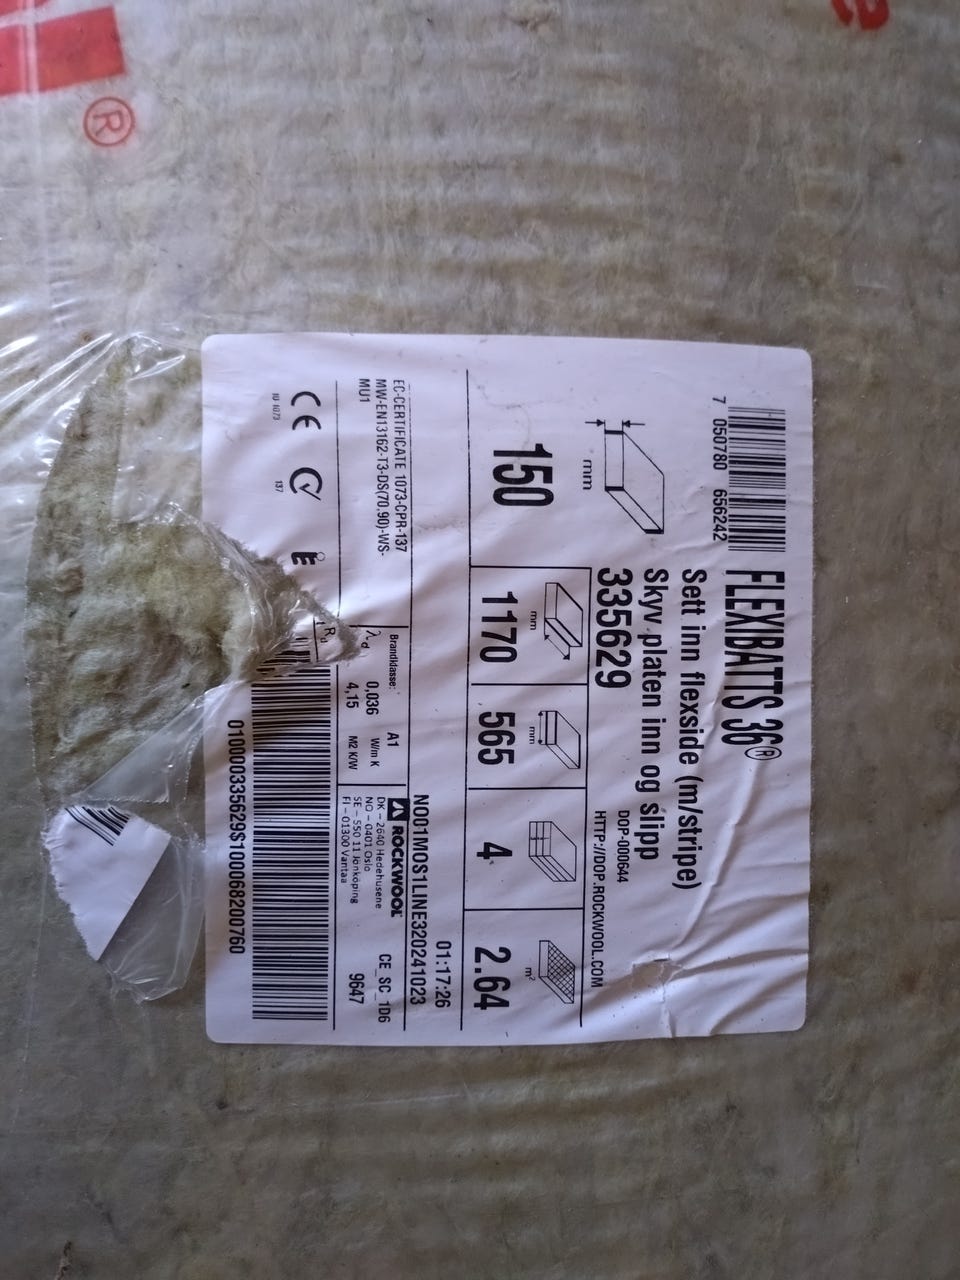 FLEXIBATTS 36®
Sett inn flexside (m/stripe)
Skyv platen inn og slipp
335629
DOP-000644
HTTP://DOP.ROCKWOOL.COM
7 050780 656242
mm
150
mm
1170
mm
565
4
m²
2.64
01:17:26
NO01MOS1LINE320241023
EC-CERTIFICATE 1073-CPR-137
MW-EN13162-T3-DS(70,90)-WS-
MU1
Brandklasse: A1
λd 0,036 W/m K
Rd 4,15 M2 K/W
ROCKWOOL
DK – 2640 Hedehusene
NO – 0401 Oslo
SE – 550 11 Jönköping
FI – 01300 Vantaa
CE_SC_1D6
9647
CE
137
010000335629S100068200760
®